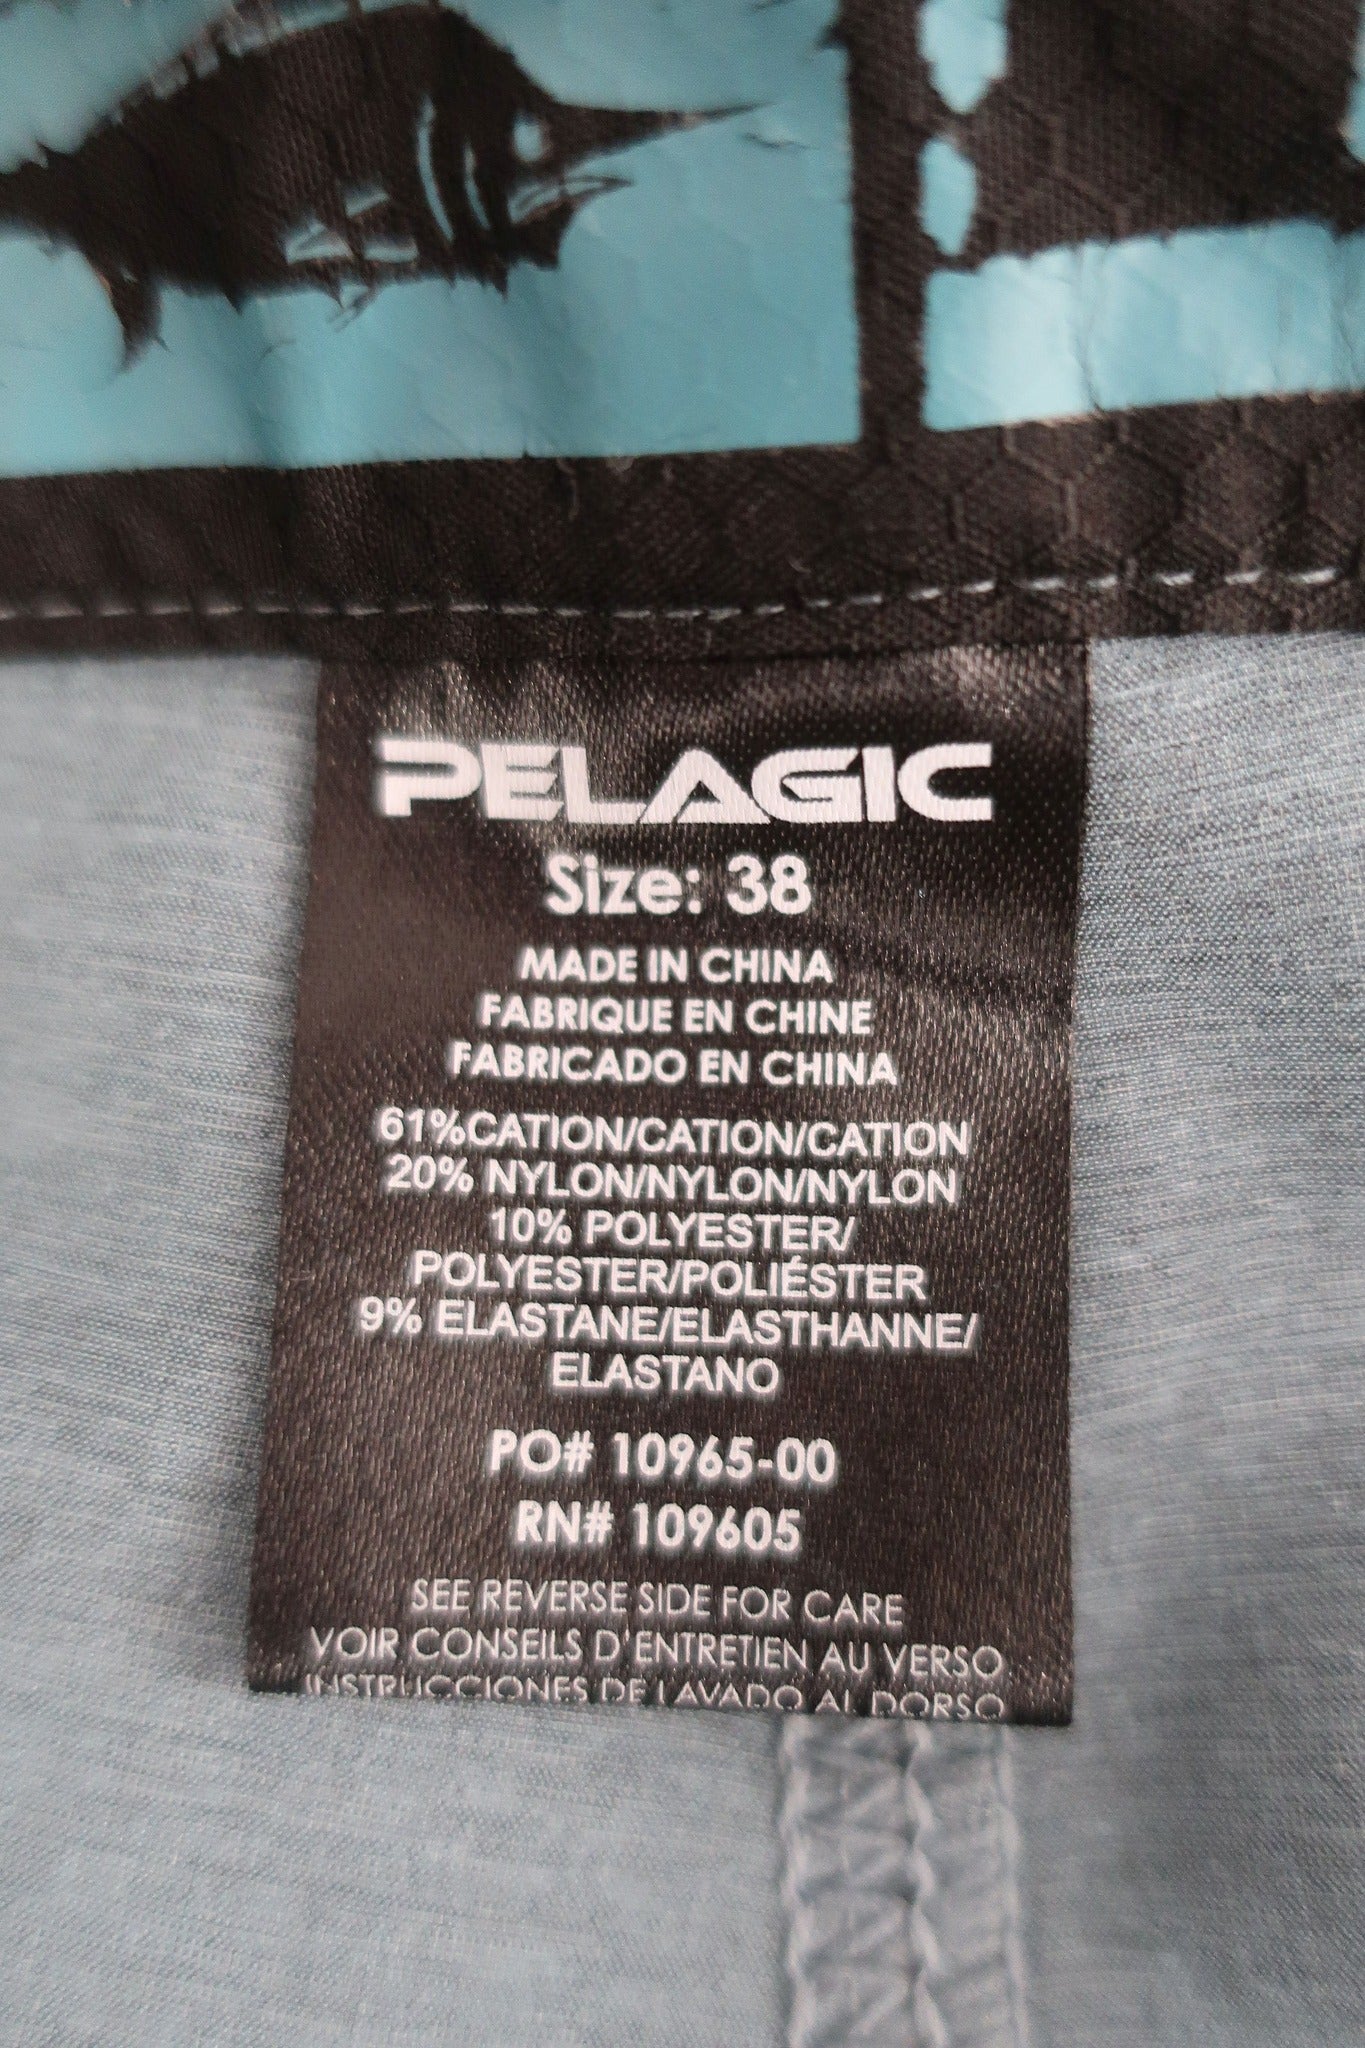 PELAGIC
Size: 38
MADE IN CHINA
FABRIQUE EN CHINE
FABRICADO EN CHINA
61%CATION/CATION/CATION
20% NYLON/NYLON/NYLON
10% POLYESTER/
POLYESTER/POLIÉSTER
9% ELASTANE/ELASTHANNE/
ELASTANO
PO# 10965-00
RN# 109605
SEE REVERSE SIDE FOR CARE
VOIR CONSEILS D'ENTRETIEN AU VERSO
INSTRUCCIONES DE LAVADO AL DORSO